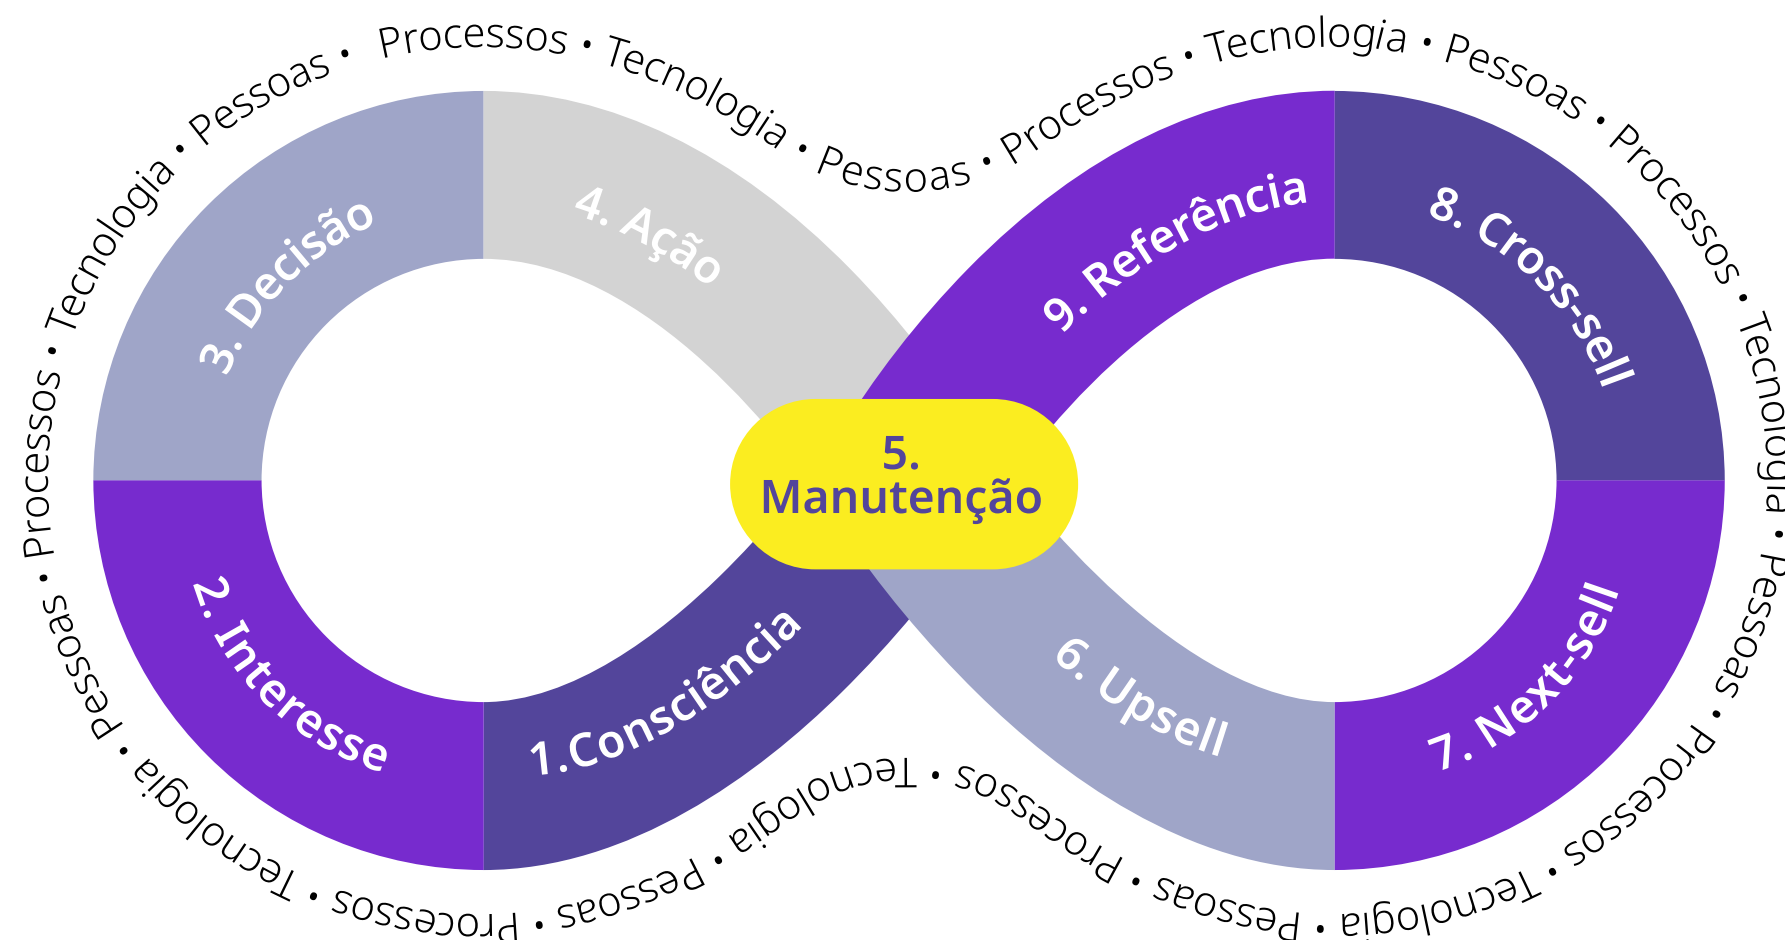 Processos • Tecnologia • Pessoas • Processos • Tecnologia • Pessoas • Processos • Tecnologia • Pessoas • Processos • Tecnologia • Pessoas • Processos • Tecnologia • Pessoas • Processos • Tecnologia • Pessoas • Processos • Tecnologia • Pessoas • Processos • Tecnologia • Pessoas •
1.Consciência
2. Interesse
3. Decisão
4. Ação
5.
Manutenção
6. Upsell
7. Next-sell
8. Cross-sell
9. Referência